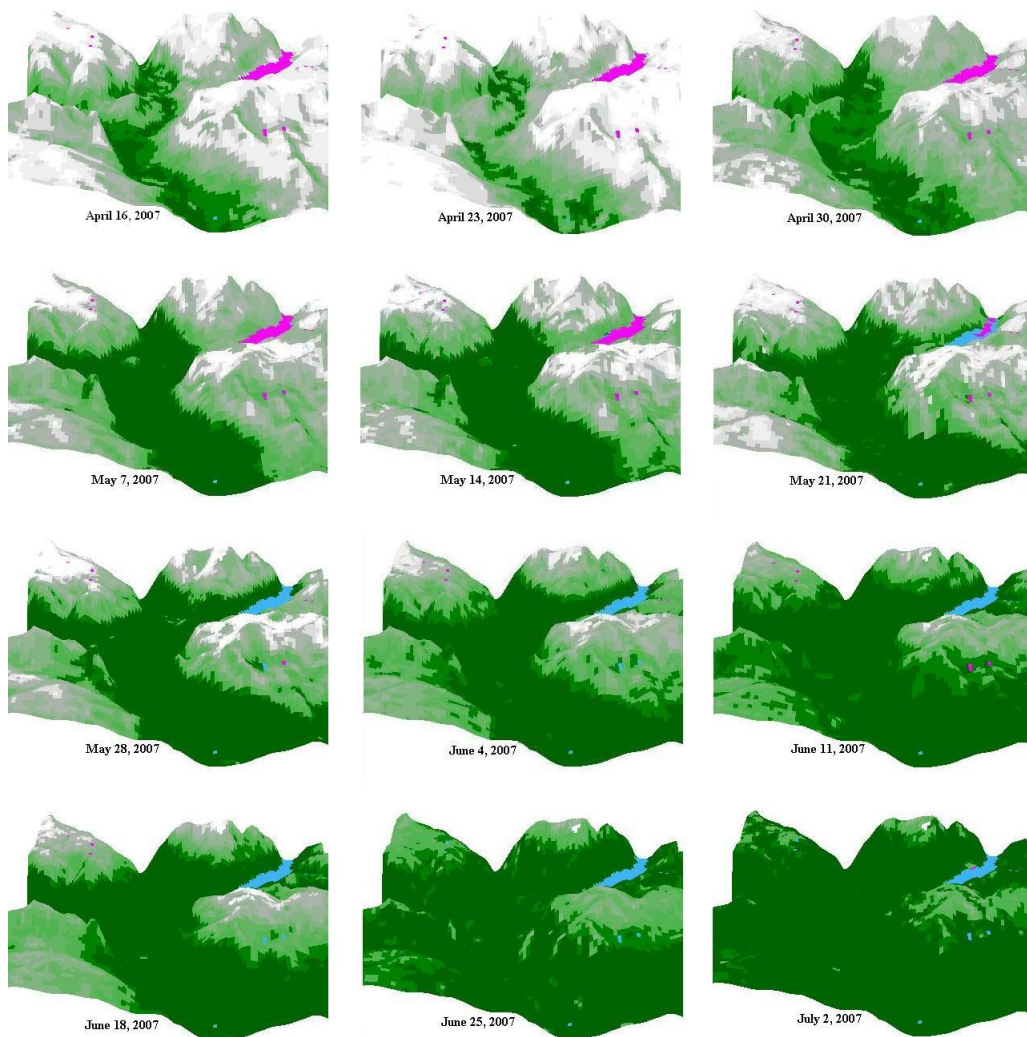 April 16, 2007
April 23, 2007
April 30, 2007
May 7, 2007
May 14, 2007
May 21, 2007
May 28, 2007
June 4, 2007
June 11, 2007
June 18, 2007
June 25, 2007
July 2, 2007